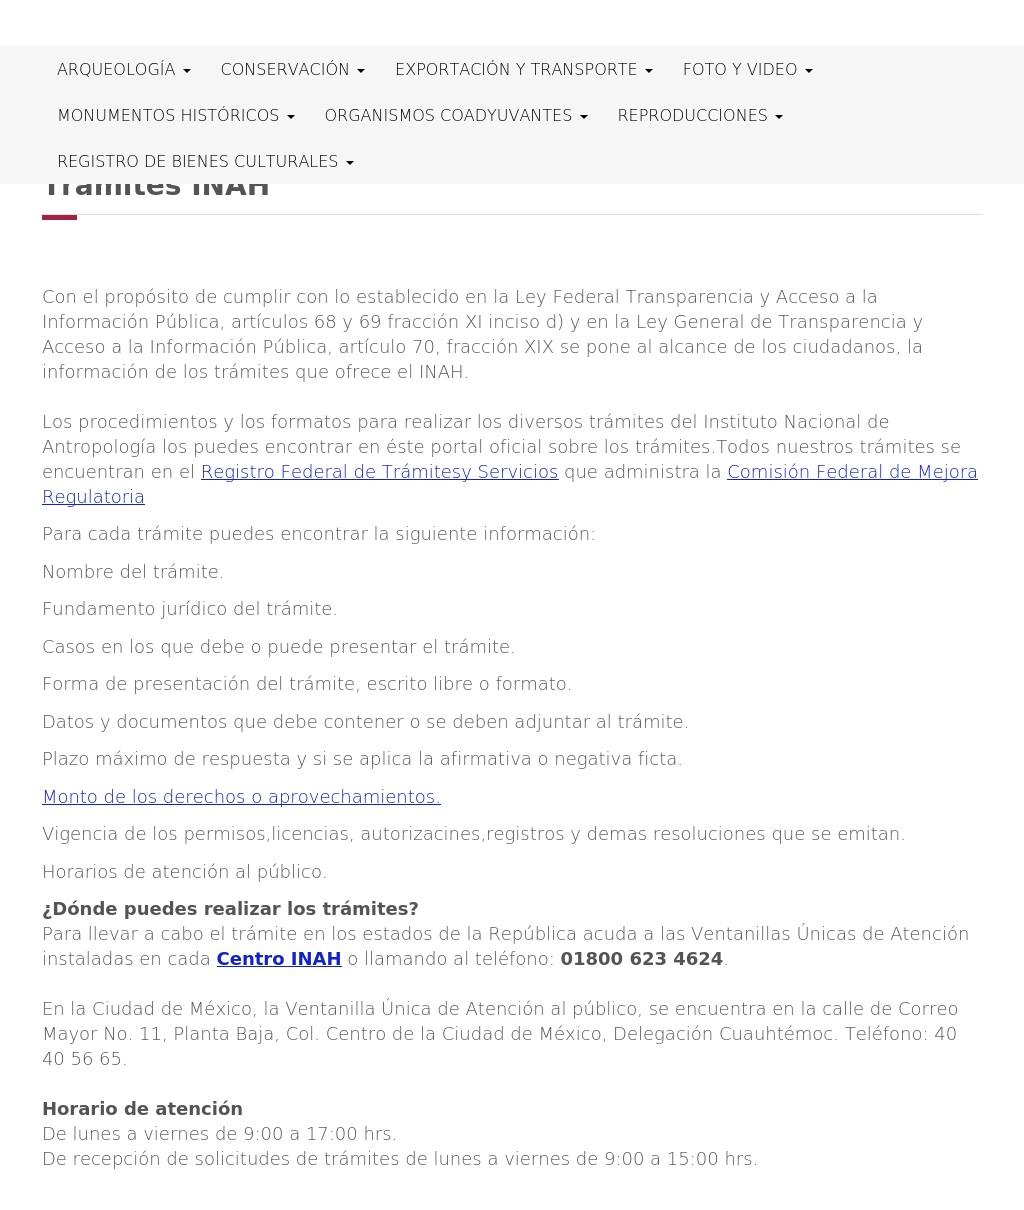 ARQUEOLOGÍA CONSERVACIÓN EXPORTACIÓN Y TRANSPORTE FOTO Y VIDEO
MONUMENTOS HISTÓRICOS ORGANISMOS COADYUVANTES REPRODUCCIONES
REGISTRO DE BIENES CULTURALES
Trámites INAH
Con el propósito de cumplir con lo establecido en la Ley Federal Transparencia y Acceso a la
Información Pública, artículos 68 y 69 fracción XI inciso d) y en la Ley General de Transparencia y
Acceso a la Información Pública, artículo 70, fracción XIX se pone al alcance de los ciudadanos, la
información de los trámites que ofrece el INAH.
Los procedimientos y los formatos para realizar los diversos trámites del Instituto Nacional de
Antropología los puedes encontrar en éste portal oficial sobre los trámites.Todos nuestros trámites se
encuentran en el Registro Federal de Trámitesy Servicios que administra la Comisión Federal de Mejora
Regulatoria
Para cada trámite puedes encontrar la siguiente información:
Nombre del trámite.
Fundamento jurídico del trámite.
Casos en los que debe o puede presentar el trámite.
Forma de presentación del trámite, escrito libre o formato.
Datos y documentos que debe contener o se deben adjuntar al trámite.
Plazo máximo de respuesta y si se aplica la afirmativa o negativa ficta.
Monto de los derechos o aprovechamientos.
Vigencia de los permisos,licencias, autorizacines,registros y demas resoluciones que se emitan.
Horarios de atención al público.
¿Dónde puedes realizar los trámites?
Para llevar a cabo el trámite en los estados de la República acuda a las Ventanillas Únicas de Atención
instaladas en cada Centro INAH o llamando al teléfono: 01800 623 4624.
En la Ciudad de México, la Ventanilla Única de Atención al público, se encuentra en la calle de Correo
Mayor No. 11, Planta Baja, Col. Centro de la Ciudad de México, Delegación Cuauhtémoc. Teléfono: 40
40 56 65.
Horario de atención
De lunes a viernes de 9:00 a 17:00 hrs.
De recepción de solicitudes de trámites de lunes a viernes de 9:00 a 15:00 hrs.